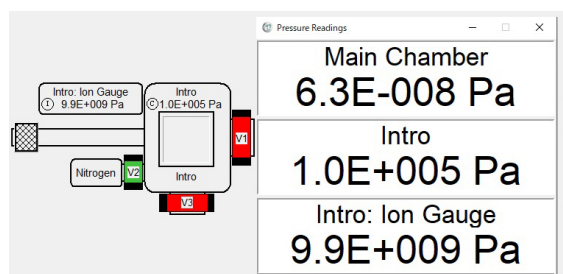 Pressure Readings
Main Chamber
6.3E-008 Pa
Intro
1.0E+005 Pa
Intro: Ion Gauge
9.9E+009 Pa
Intro: Ion Gauge
I 9.9E+009 Pa
Intro
C 1.0E+005 Pa
V1
Nitrogen
V2
Intro
V3